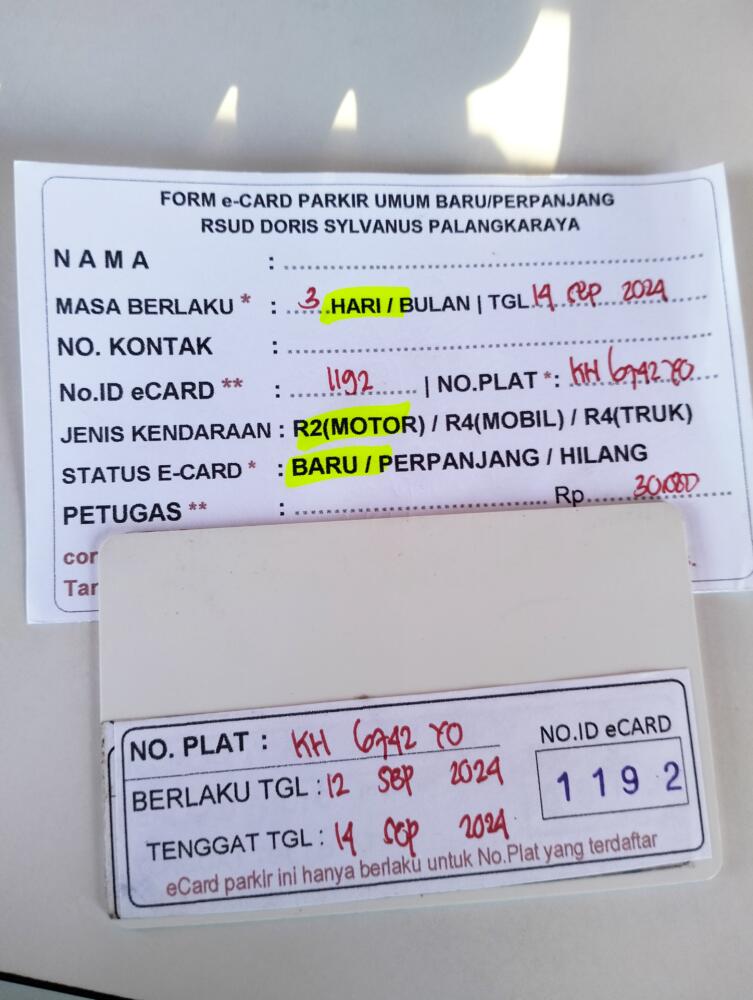 FORM e-CARD PARKIR UMUM BARU/PERPANJANG
RSUD DORIS SYLVANUS PALANGKARAYA
NAMA :
MASA BERLAKU * : 3 HARI / BULAN | TGL 14 SEP 2024
NO. KONTAK :
No.ID eCARD ** : 1192 | NO.PLAT *: KH 6742 YO
JENIS KENDARAAN : R2(MOTOR) / R4(MOBIL) / R4(TRUK)
STATUS E-CARD * : BARU / PERPANJANG / HILANG
PETUGAS ** : Rp. 30.000
NO. PLAT : KH 6742 YO
NO.ID eCARD
BERLAKU TGL : 12 SEP 2024
1192
TENGGAT TGL : 14 SEP 2024
eCard parkir ini hanya berlaku untuk No.Plat yang terdaftar